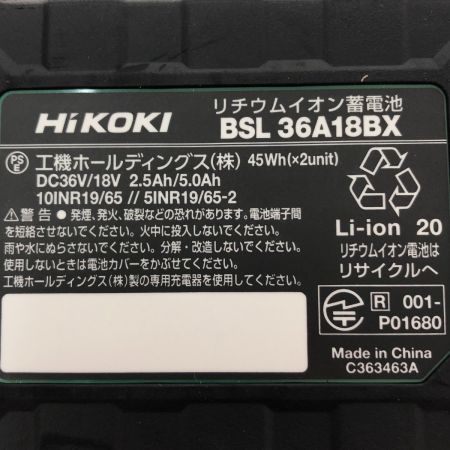 HiKOKI
リチウムイオン蓄電池
BSL 36A18BX
PS
E
工機ホールディングス(株) 45Wh(×2unit)
DC36V/18V 2.5Ah/5.0Ah
10INR19/65 // 5INR19/65-2
⚠警告 ● 発煙、発火、破裂などの恐れがあります。電池端子間
を短絡させないでください。火中に投入しないでください。
雨や水にぬらさないでください。分解・改造しないでください。
使用しないときは電池カバーをかぶせてください。
工機ホールディングス(株)製の専用充電器を使用してください。
Li-ion 20
リチウムイオン電池は
リサイクルへ
R 001-
P01680
Made in China
C363463A